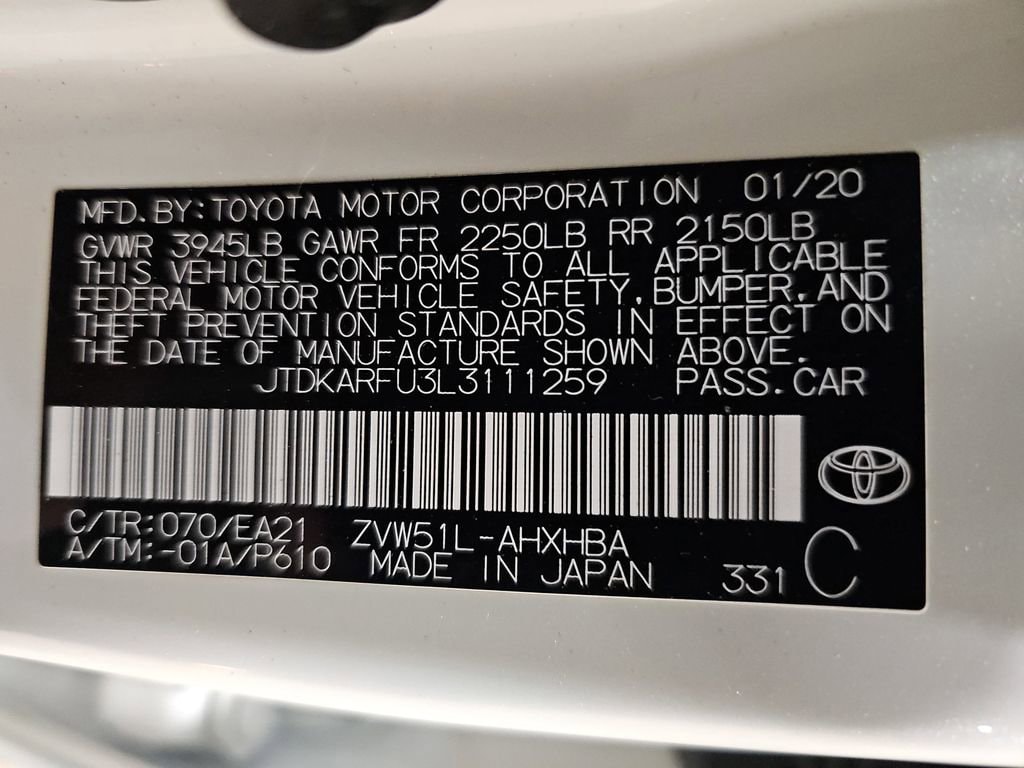 MFD. BY: TOYOTA MOTOR CORPORATION 01/20
GVWR 3945LB GAWR FR 2250LB RR 2150LB
THIS VEHICLE CONFORMS TO ALL APPLICABLE
FEDERAL MOTOR VEHICLE SAFETY, BUMPER, AND
THEFT PREVENTION STANDARDS IN EFFECT ON
THE DATE OF MANUFACTURE SHOWN ABOVE.
JTDKARFU3L3111259 PASS. CAR
C/TR: 070/EA21 ZVW51L-AHXHBA
A/TM: -01A/P610 MADE IN JAPAN 331 C